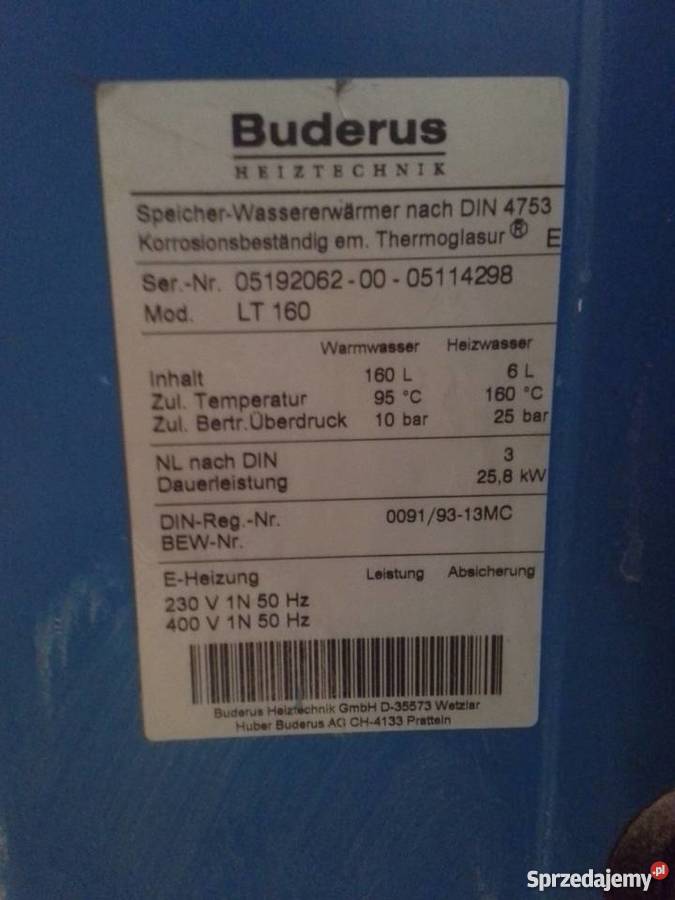 Buderus
HEIZTECHNIK
Speicher-Wassererwärmer nach DIN 4753
Korrosionsbeständig em. Thermoglasur® E
Ser.-Nr. 05192062-00-05114298
Mod. LT 160
Warmwasser Heizwasser
Inhalt 160 L 6 L
Zul. Temperatur 95 °C 160 °C
Zul. Bertr.Überdruck 10 bar 25 bar
NL nach DIN 3
Dauerleistung 25,8 kW
DIN-Reg.-Nr. 0091/93-13MC
BEW-Nr.
E-Heizung Leistung Absicherung
230 V 1N 50 Hz
400 V 1N 50 Hz
Buderus Heiztechnik GmbH D-35573 Wetzlar
Huber Buderus AG CH-4133 Pratteln
Sprzedajemy.pl